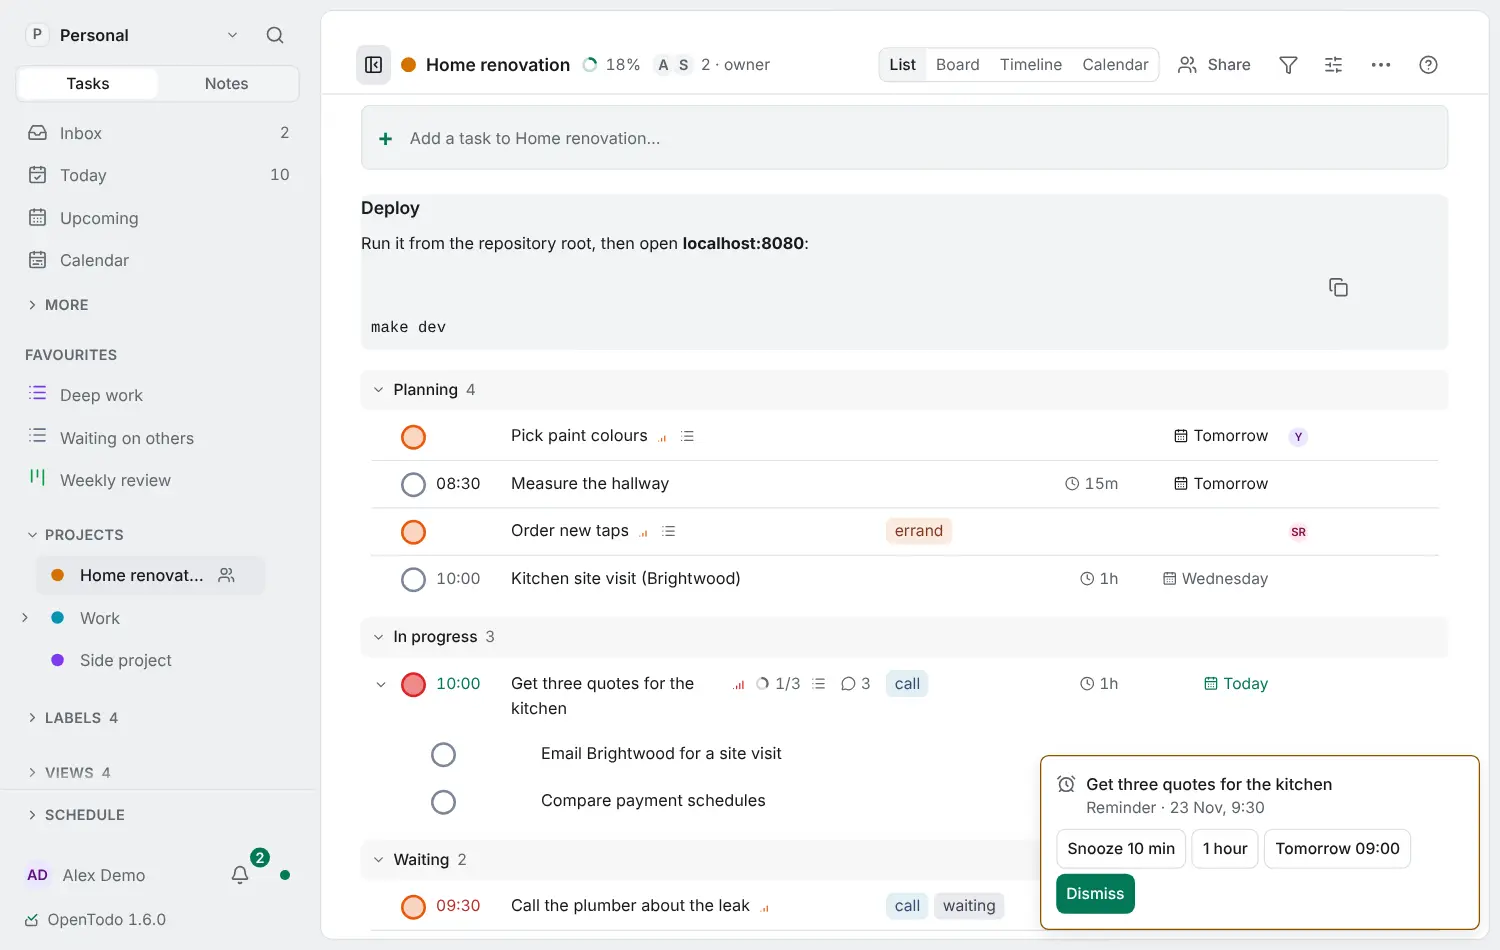 P Personal
Tasks Notes
Inbox 2
Today 10
Upcoming
Calendar
MORE
FAVOURITES
Deep work
Waiting on others
Weekly review
PROJECTS
Home renovat...
Work
Side project
LABELS 4
VIEWS 4
SCHEDULE
AD Alex Demo 2
OpenTodo 1.6.0
Home renovation 18% A S 2 · owner List Board Timeline Calendar Share
Add a task to Home renovation...
Deploy
Run it from the repository root, then open localhost:8080:
make dev
Planning 4
Pick paint colours Tomorrow Y
08:30 Measure the hallway 15m Tomorrow
Order new taps errand SR
10:00 Kitchen site visit (Brightwood) 1h Wednesday
In progress 3
10:00 Get three quotes for the 1/3 3 call 1h Today
kitchen
Email Brightwood for a site visit
Compare payment schedules
Waiting 2
09:30 Call the plumber about the leak call waiting
Get three quotes for the kitchen
Reminder · 23 Nov, 9:30
Snooze 10 min 1 hour Tomorrow 09:00
Dismiss